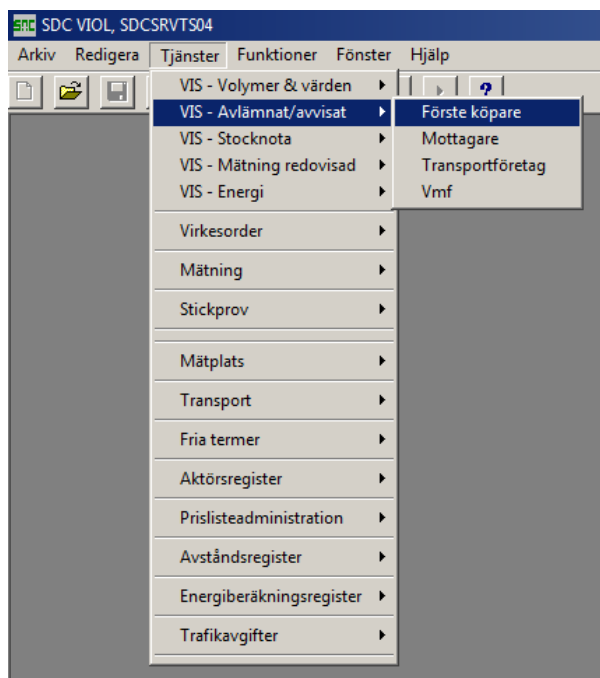 SDC SDC VIOL, SDCSRVTS04
Arkiv Redigera Tjänster Funktioner Fönster Hjälp
?
VIS - Volymer & värden
VIS - Avlämnat/avvisat
Förste köpare
VIS - Stocknota
Mottagare
VIS - Mätning redovisad
Transportföretag
VIS - Energi
Vmf
Virkesorder
Mätning
Stickprov
Mätplats
Transport
Fria termer
Aktörsregister
Prislisteadministration
Avståndsregister
Energiberäkningsregister
Trafikavgifter